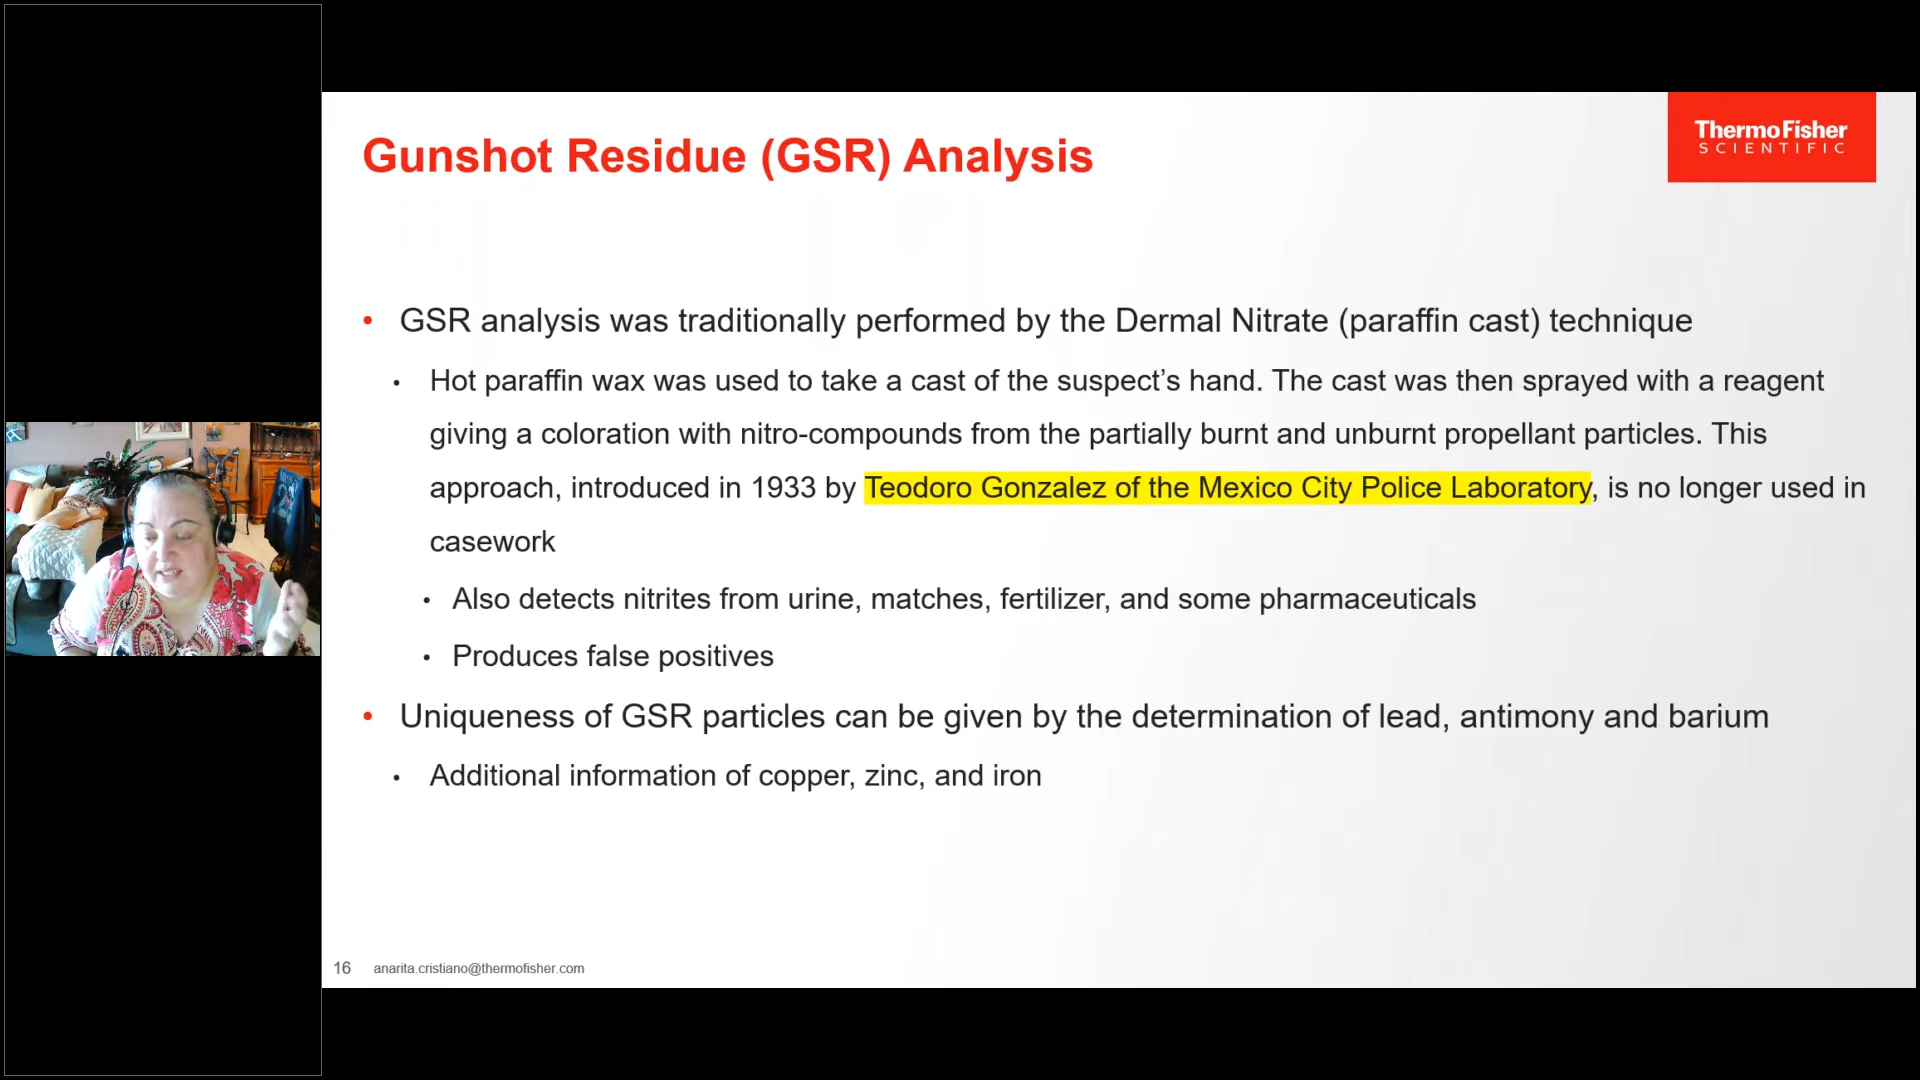 Gunshot Residue (GSR) Analysis
ThermoFisher
SCIENTIFIC
• GSR analysis was traditionally performed by the Dermal Nitrate (paraffin cast) technique
• Hot paraffin wax was used to take a cast of the suspect’s hand. The cast was then sprayed with a reagent
giving a coloration with nitro-compounds from the partially burnt and unburnt propellant particles. This
approach, introduced in 1933 by Teodoro Gonzalez of the Mexico City Police Laboratory, is no longer used in
casework
• Also detects nitrites from urine, matches, fertilizer, and some pharmaceuticals
• Produces false positives
• Uniqueness of GSR particles can be given by the determination of lead, antimony and barium
• Additional information of copper, zinc, and iron
16 anarita.cristiano@thermofisher.com